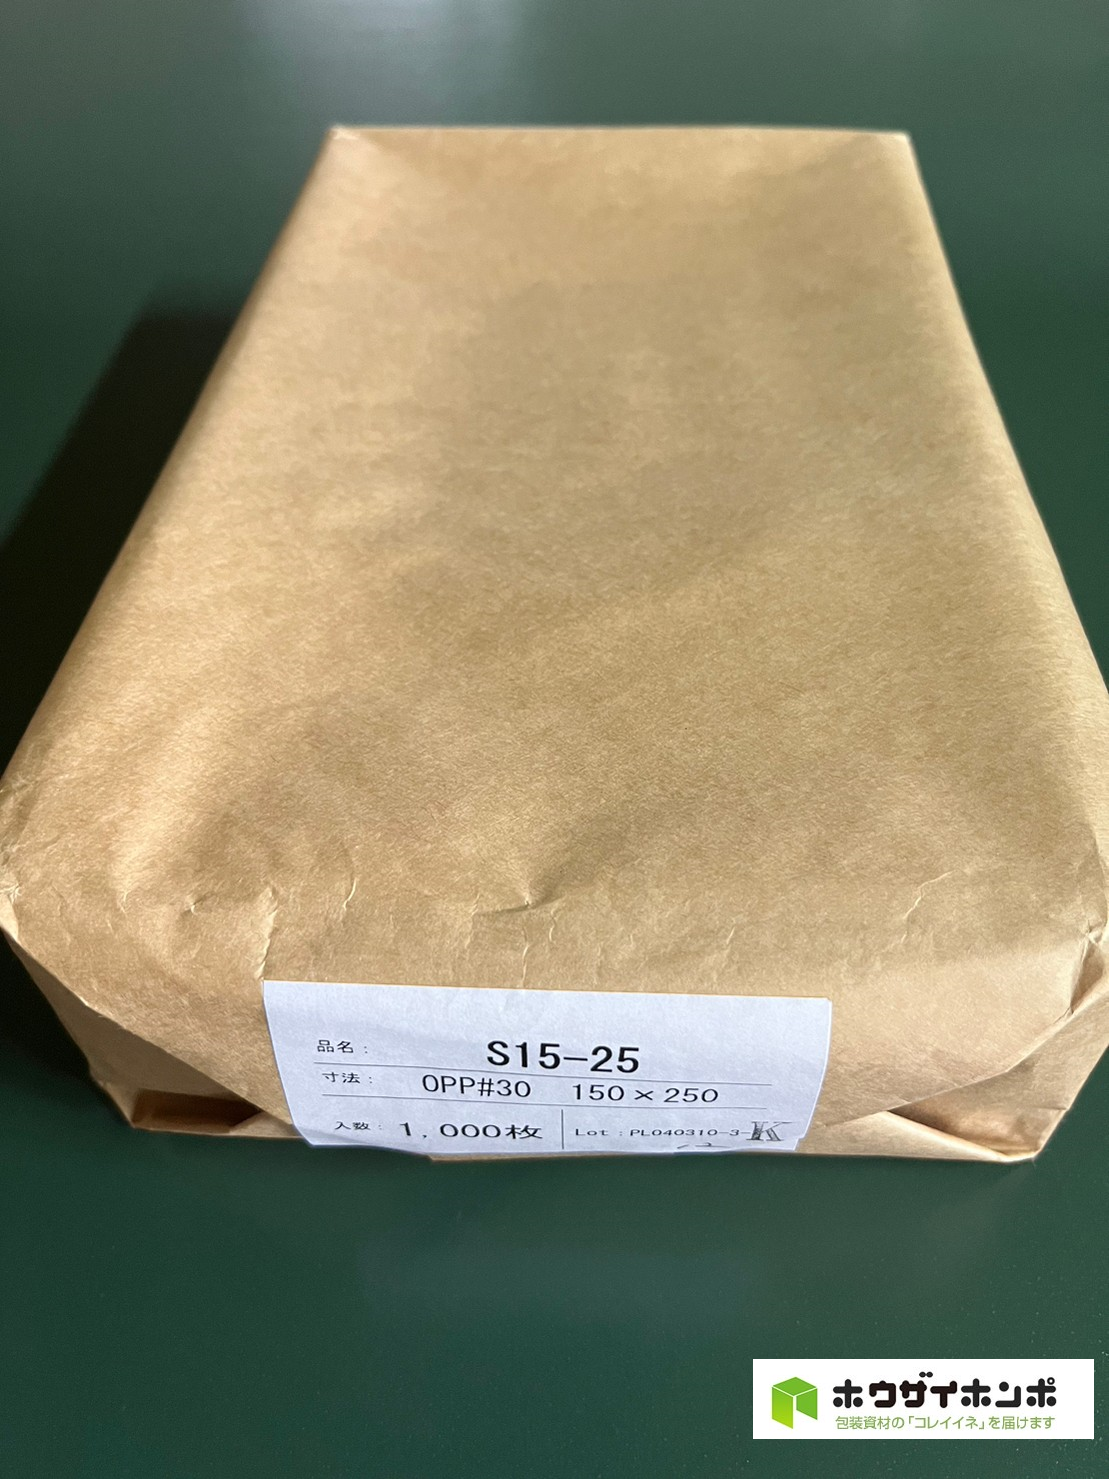 品名： S15-25
寸法： OPP#30 150×250
入数： 1,000枚 Lot：PL040310-3-K
ホウザイホンポ
包装資材の「コレイイネ」を届けます